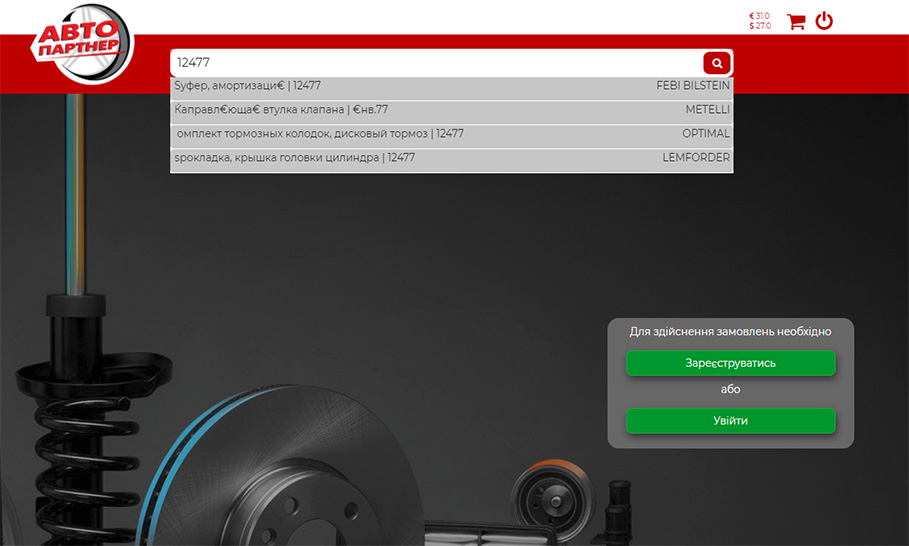 АВТО
ПАРТНЕР
€ 31.0
$ 27.0
12477
Ѕуфер, амортизаци€ | 12477 FEBI BILSTEIN
Ќаправл€юща€ втулка клапана | €нв.77 METELLI
омплект тормозных колодок, дисковый тормоз | 12477 OPTIMAL
ѕрокладка, крышка головки цилиндра | 12477 LEMFORDER
Для здійснення замовлень необхідно
Зареєструватись
або
Увійти